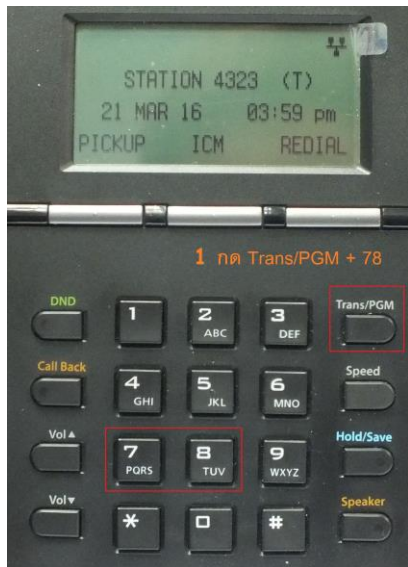 STATION 4323 (T)
21 MAR 16 03:59 pm
PICKUP ICM REDIAL
1 กด Trans/PGM + 78
DND 1 2 ABC 3 DEF Trans/PGM
Call Back 4 GHI 5 JKL 6 MNO Speed
Vol▲ 7 PQRS 8 TUV 9 WXYZ Hold/Save
Vol▼ * 0 # Speaker